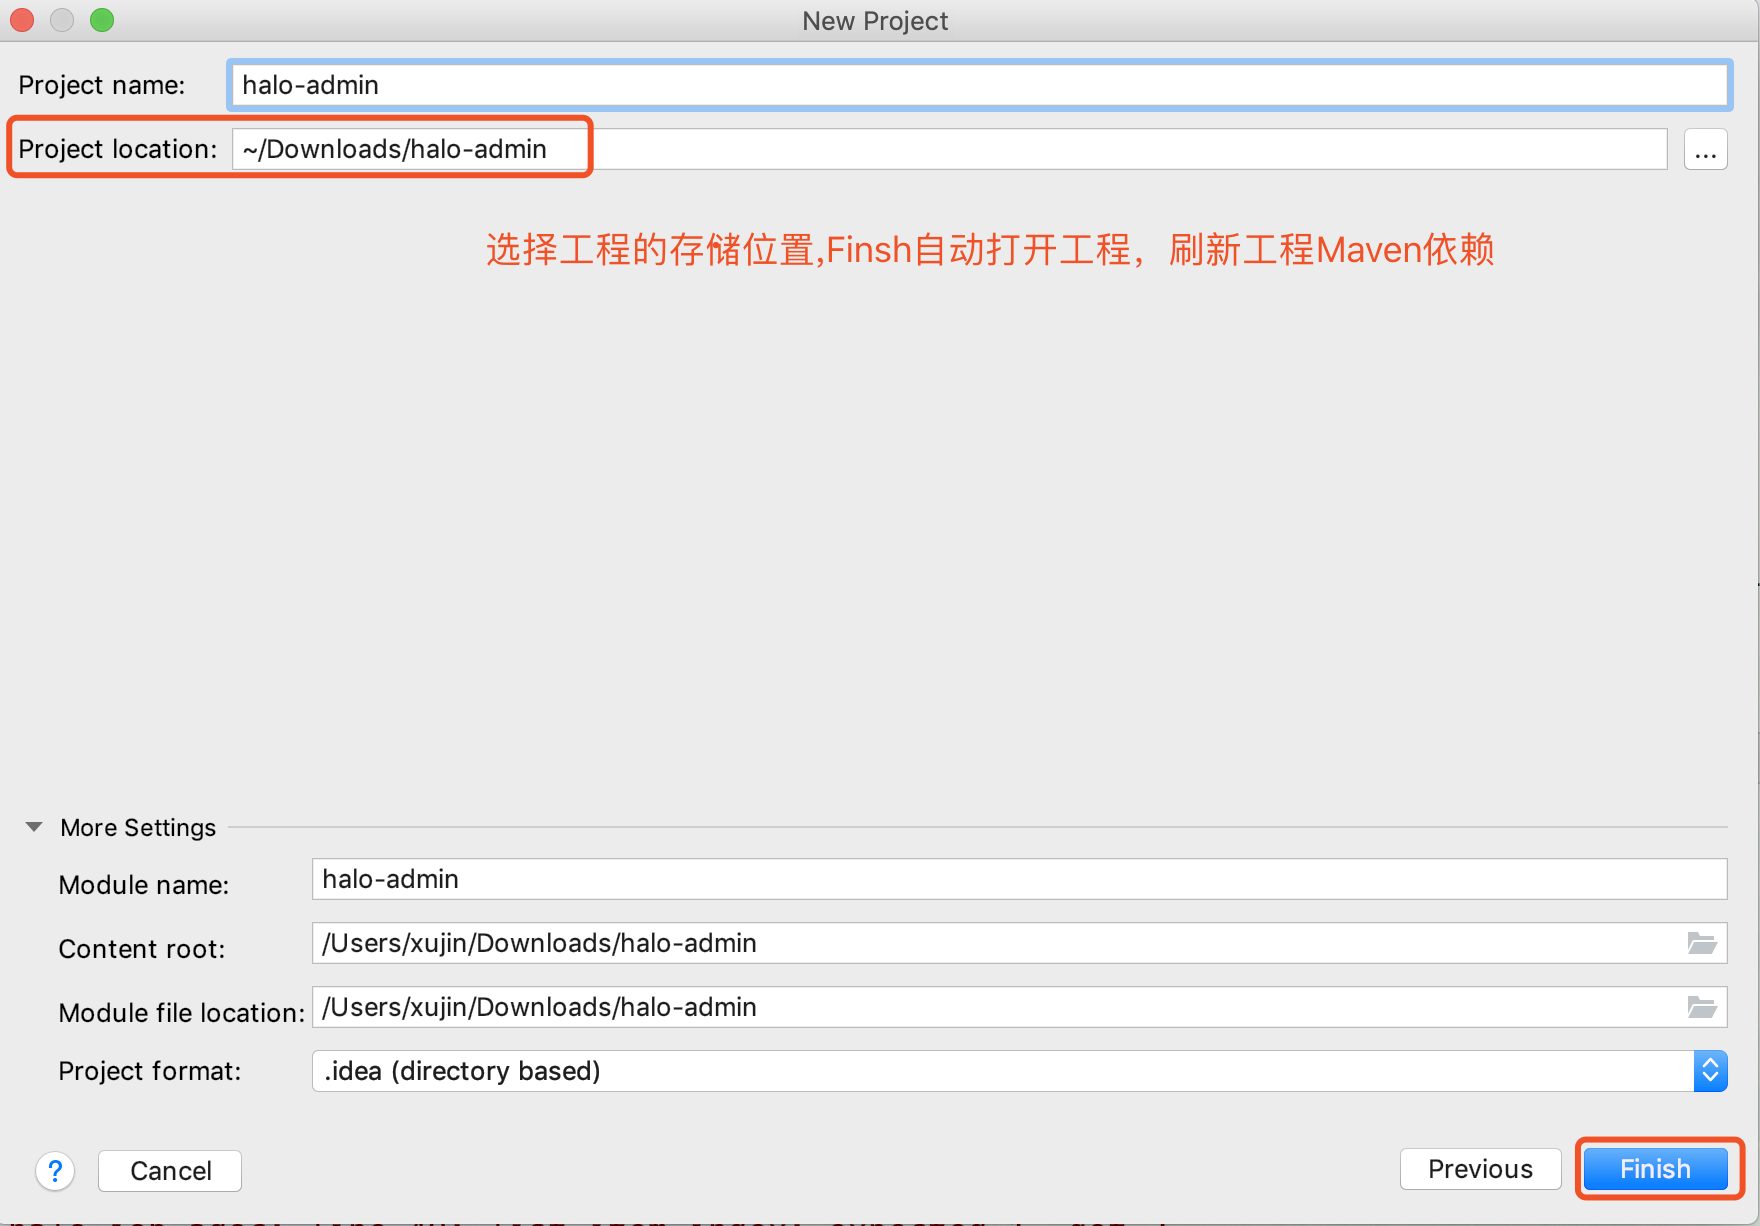 New Project
Project name: halo-admin
Project location: ~/Downloads/halo-admin ...
选择工程的存储位置,Finsh自动打开工程，刷新工程Maven依赖
More Settings
Module name: halo-admin
Content root: /Users/xujin/Downloads/halo-admin
Module file location: /Users/xujin/Downloads/halo-admin
Project format: .idea (directory based)
? Cancel Previous Finish